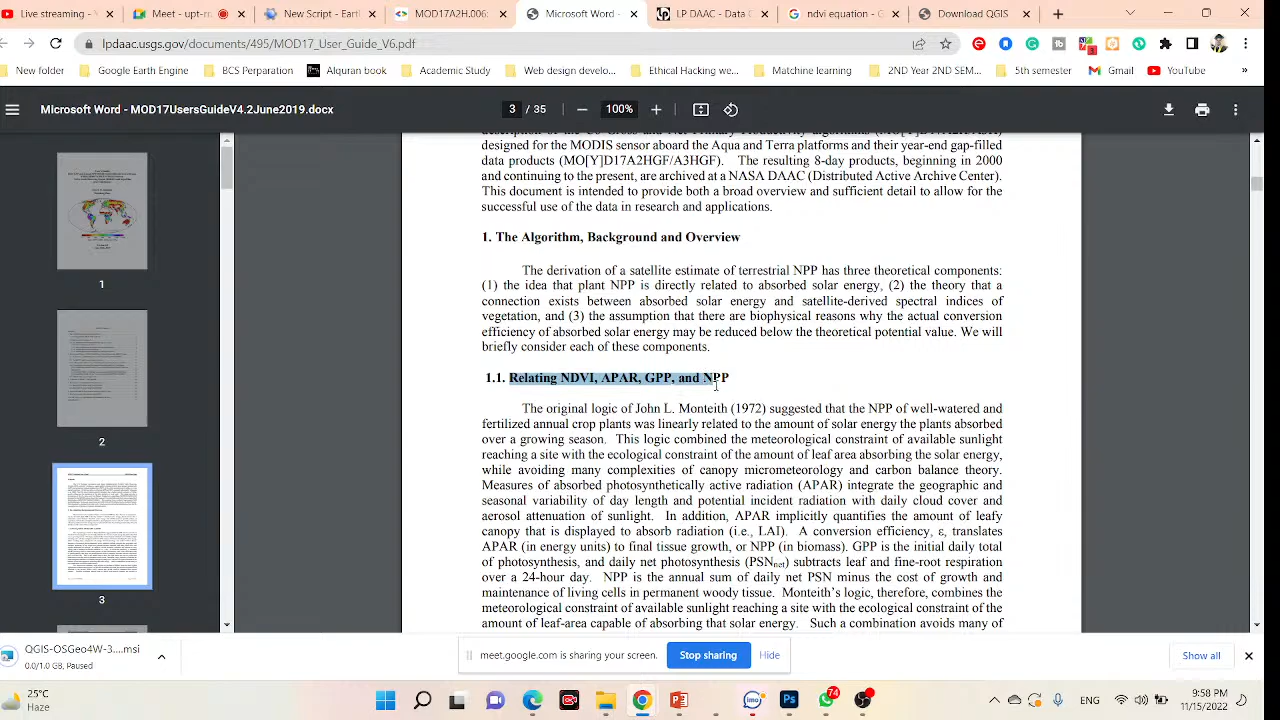 Live streaming - Y
Meet - upt-r
New Script - Eart
MOD17A2H.006:
Microsoft Word -
LP DAAC - Data
ndvi equation - G
Download QGIS
lpdaac.usgs.gov/documents/495/MOD17_User_Guide_V6.pdf
New folder
Google Earth Engine
BCS Perparation
Alquran book
Academy Study
Web design develo...
Ethical Hacking we...
Matchine learning
2ND Year 2ND SEM...
5th semester
Gmail
YouTube
»
Microsoft Word - MOD17UsersGuideV4.2June2019.docx
3 / 35
100%
designed for the MODIS sensor aboard the Aqua and Terra platforms and their year-end gap-filled
data products (MO[Y]D17A2HGF/A3HGF). The resulting 8-day products, beginning in 2000
and continuing to the present, are archived at a NASA DAAC (Distributed Active Archive Center).
This document is intended to provide both a broad overview and sufficient detail to allow for the
successful use of the data in research and applications.
1. The Algorithm, Background and Overview
The derivation of a satellite estimate of terrestrial NPP has three theoretical components:
(1) the idea that plant NPP is directly related to absorbed solar energy, (2) the theory that a
connection exists between absorbed solar energy and satellite-derived spectral indices of
vegetation, and (3) the assumption that there are biophysical reasons why the actual conversion
efficiency of absorbed solar energy may be reduced below the theoretical potential value. We will
briefly consider each of these components.
1.1. Relating NDVI, APAR, GPP, and NPP
The original logic of John L. Monteith (1972) suggested that the NPP of well-watered and
fertilized annual crop plants was linearly related to the amount of solar energy the plants absorbed
over a growing season. This logic combined the meteorological constraint of available sunlight
reaching a site with the ecological constraint of the amount of leaf area absorbing the solar energy,
while avoiding many complexities of canopy micrometeorology and carbon balance theory.
Measures of absorbed photosynthetically active radiation (APAR) integrate the geographic and
seasonal variability of day length and potential incident radiation with daily cloud cover and
aerosol attenuation of sunlight. In addition, APAR implicitly quantifies the amount of leafy
canopy that is displayed to absorb radiation (i.e., LAI). A conversion efficiency, ε, translates
APAR (in energy units) to final tissue growth, or NPP (in biomass). GPP is the initial daily total
of photosynthesis, and daily net photosynthesis (PSNnet) subtracts leaf and fine-root respiration
over a 24-hour day. NPP is the annual sum of daily net PSN minus the cost of growth and
maintenance of living cells in permanent woody tissue. Monteith's logic, therefore, combines the
meteorological constraint of available sunlight reaching a site with the ecological constraint of the
amount of leaf-area capable of absorbing that solar energy. Such a combination avoids many of
1
2
3
QGIS-OSGeo4W-3....msi
0.0/1.0 GB, Paused
meet.google.com is sharing your screen.
Stop sharing
Hide
Show all
25°C
Haze
74
ENG
9:58 PM
11/15/2022